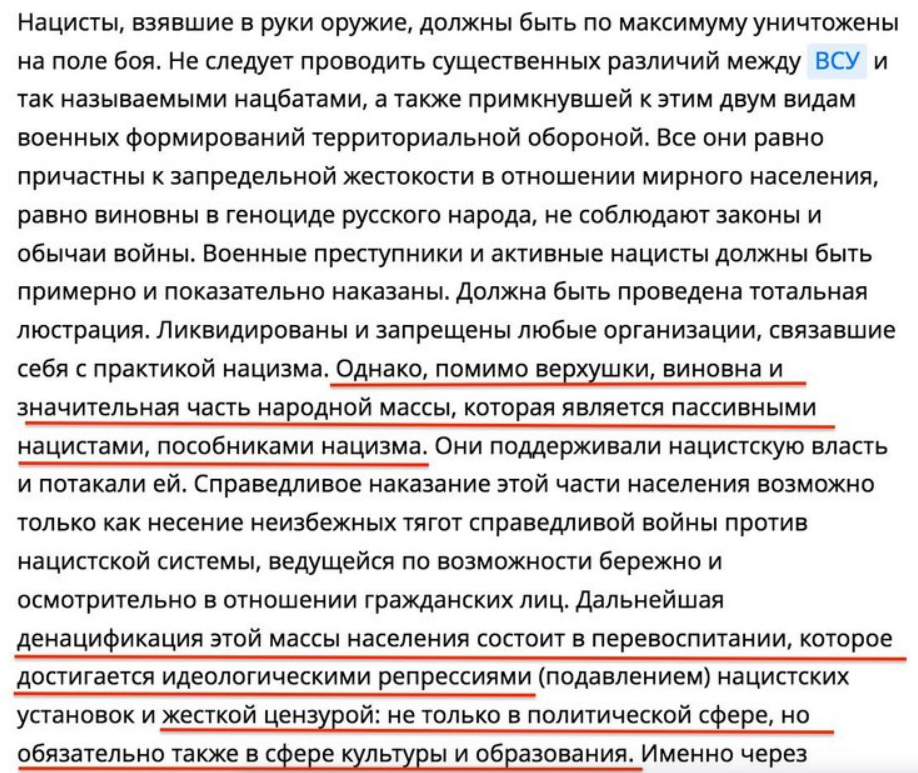 Нацисты, взявшие в руки оружие, должны быть по максимуму уничтожены
на поле боя. Не следует проводить существенных различий между ВСУ и
так называемыми нацбатами, а также примкнувшей к этим двум видам
военных формирований территориальной обороной. Все они равно
причастны к запредельной жестокости в отношении мирного населения,
равно виновны в геноциде русского народа, не соблюдают законы и
обычаи войны. Военные преступники и активные нацисты должны быть
примерно и показательно наказаны. Должна быть проведена тотальная
люстрация. Ликвидированы и запрещены любые организации, связавшие
себя с практикой нацизма. Однако, помимо верхушки, виновна и
значительная часть народной массы, которая является пассивными
нацистами, пособниками нацизма. Они поддерживали нацистскую власть
и потакали ей. Справедливое наказание этой части населения возможно
только как несение неизбежных тягот справедливой войны против
нацистской системы, ведущейся по возможности бережно и
осмотрительно в отношении гражданских лиц. Дальнейшая
денацификация этой массы населения состоит в перевоспитании, которое
достигается идеологическими репрессиями (подавлением) нацистских
установок и жесткой цензурой: не только в политической сфере, но
обязательно также в сфере культуры и образования. Именно через